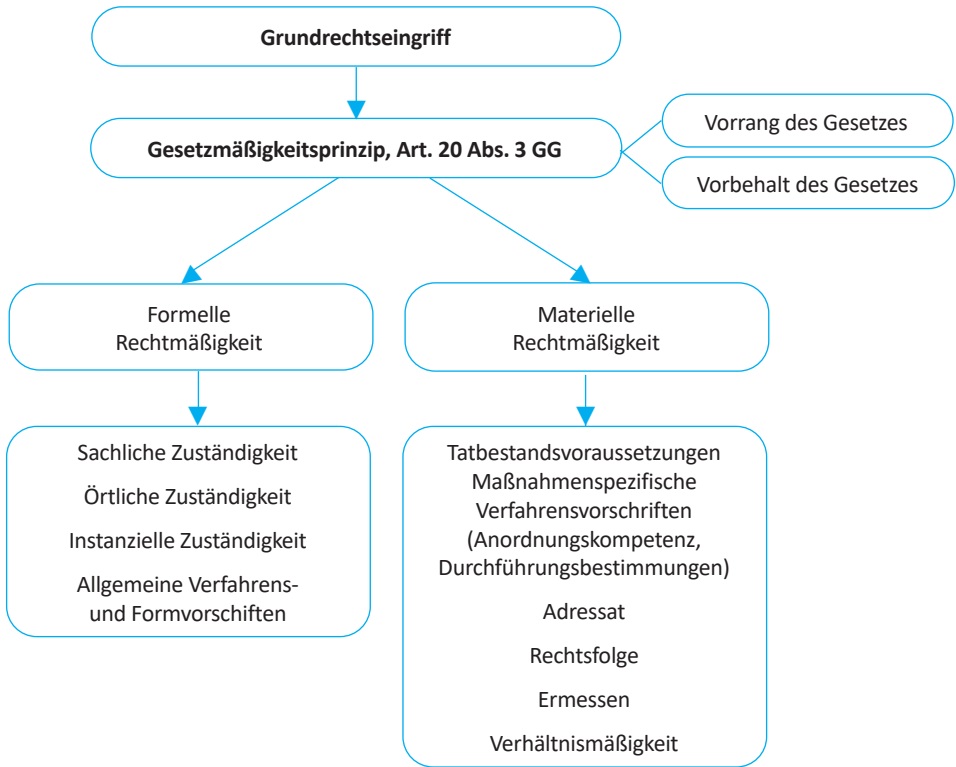 Grundrechtseingriff
Gesetzmäßigkeitsprinzip, Art. 20 Abs. 3 GG
Vorrang des Gesetzes
Vorbehalt des Gesetzes
Formelle
Rechtmäßigkeit
Materielle
Rechtmäßigkeit
Sachliche Zuständigkeit
Örtliche Zuständigkeit
Instanzielle Zuständigkeit
Allgemeine Verfahrens-
und Formvorschiften
Tatbestandsvoraussetzungen
Maßnahmenspezifische
Verfahrensvorschriften
(Anordnungskompetenz,
Durchführungsbestimmungen)
Adressat
Rechtsfolge
Ermessen
Verhältnismäßigkeit